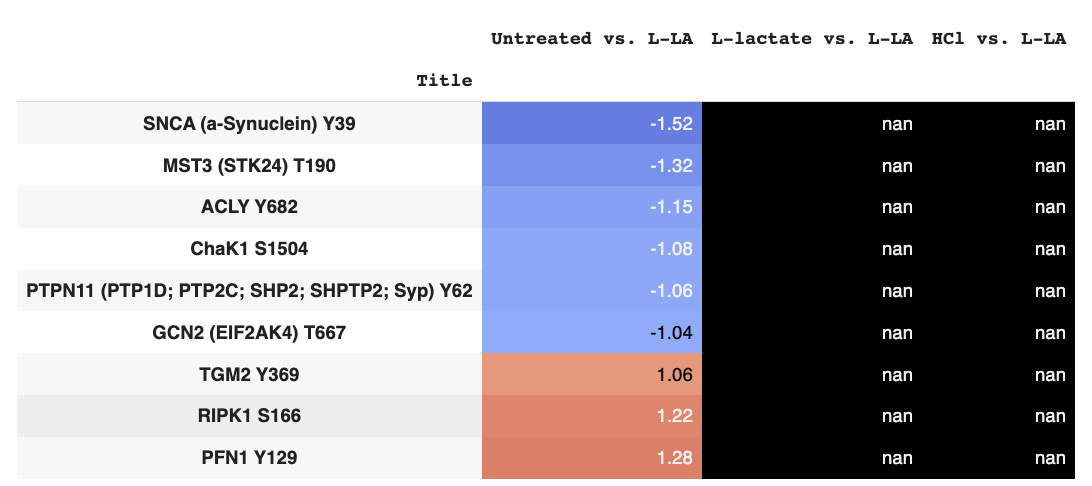 Untreated vs. L-LA L-lactate vs. L-LA HCl vs. L-LA
Title
SNCA (a-Synuclein) Y39 -1.52 nan nan
MST3 (STK24) T190 -1.32 nan nan
ACLY Y682 -1.15 nan nan
ChaK1 S1504 -1.08 nan nan
PTPN11 (PTP1D; PTP2C; SHP2; SHPTP2; Syp) Y62 -1.06 nan nan
GCN2 (EIF2AK4) T667 -1.04 nan nan
TGM2 Y369 1.06 nan nan
RIPK1 S166 1.22 nan nan
PFN1 Y129 1.28 nan nan